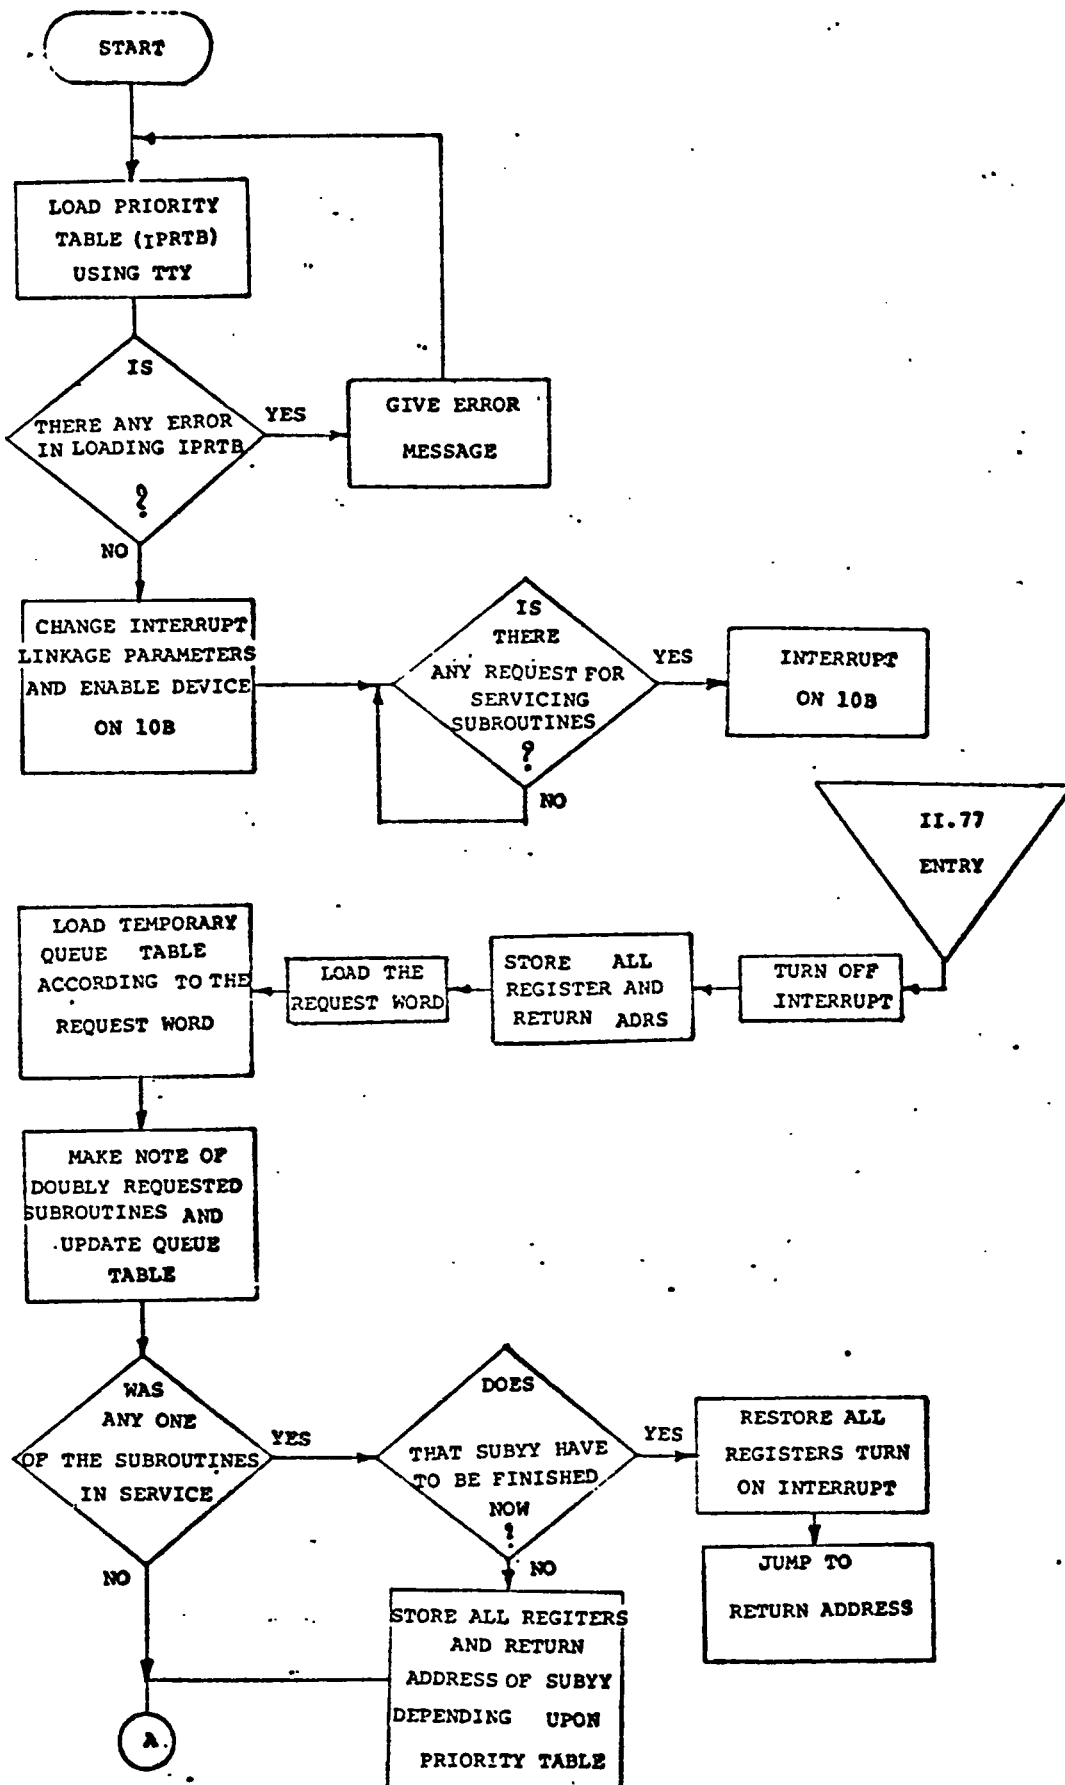 START
LOAD PRIORITY
TABLE (IPRTB)
USING TTY
IS
THERE ANY ERROR
IN LOADING IPRTB
?
YES
NO
GIVE ERROR
MESSAGE
CHANGE INTERRUPT
LINKAGE PARAMETERS
AND ENABLE DEVICE
ON 10B
IS
THERE
ANY REQUEST FOR
SERVICING
SUBROUTINES
?
YES
NO
INTERRUPT
ON 10B
II.77
ENTRY
TURN OFF
INTERRUPT
STORE ALL
REGISTER AND
RETURN ADRS
LOAD THE
REQUEST WORD
LOAD TEMPORARY
QUEUE TABLE
ACCORDING TO THE
REQUEST WORD
MAKE NOTE OF
DOUBLY REQUESTED
SUBROUTINES AND
UPDATE QUEUE
TABLE
WAS
ANY ONE
OF THE SUBROUTINES
IN SERVICE
YES
NO
DOES
THAT SUBYY HAVE
TO BE FINISHED
NOW
?
YES
NO
RESTORE ALL
REGISTERS TURN
ON INTERRUPT
JUMP TO
RETURN ADDRESS
STORE ALL REGITERS
AND RETURN
ADDRESS OF SUBYY
DEPENDING UPON
PRIORITY TABLE
A